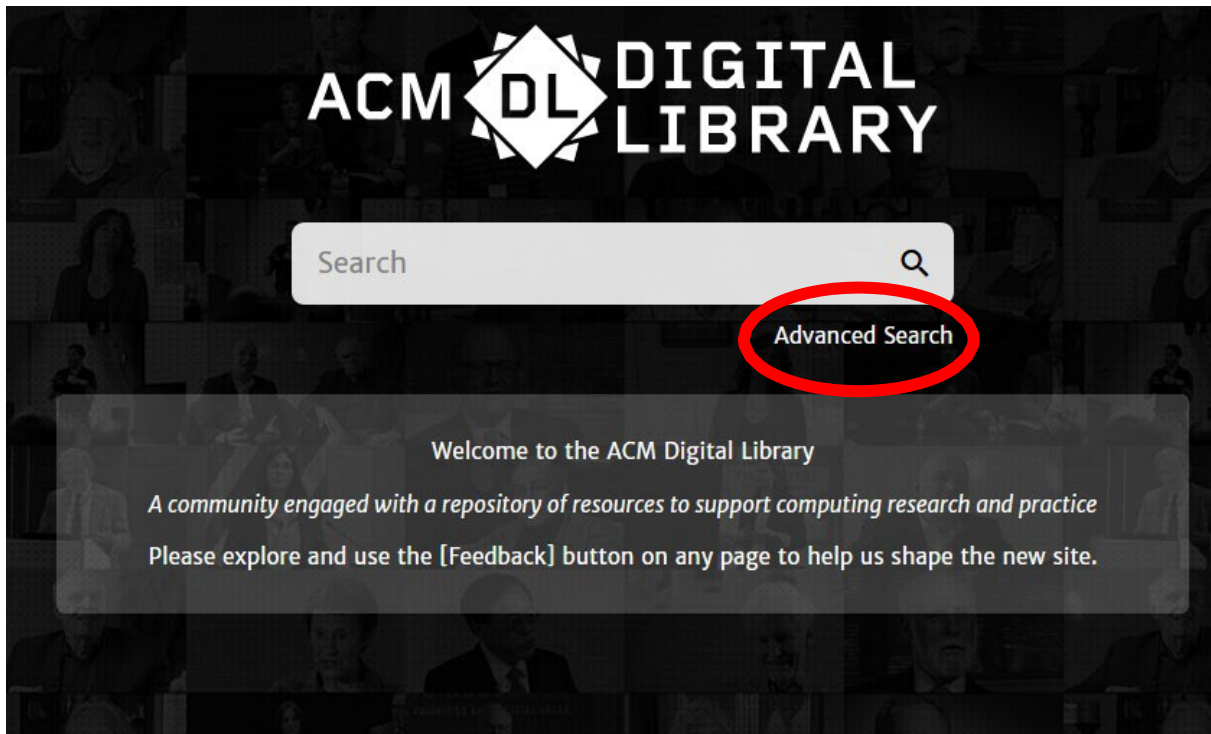 ACM DL DIGITAL
LIBRARY
Search
Advanced Search
Welcome to the ACM Digital Library
A community engaged with a repository of resources to support computing research and practice
Please explore and use the [Feedback] button on any page to help us shape the new site.